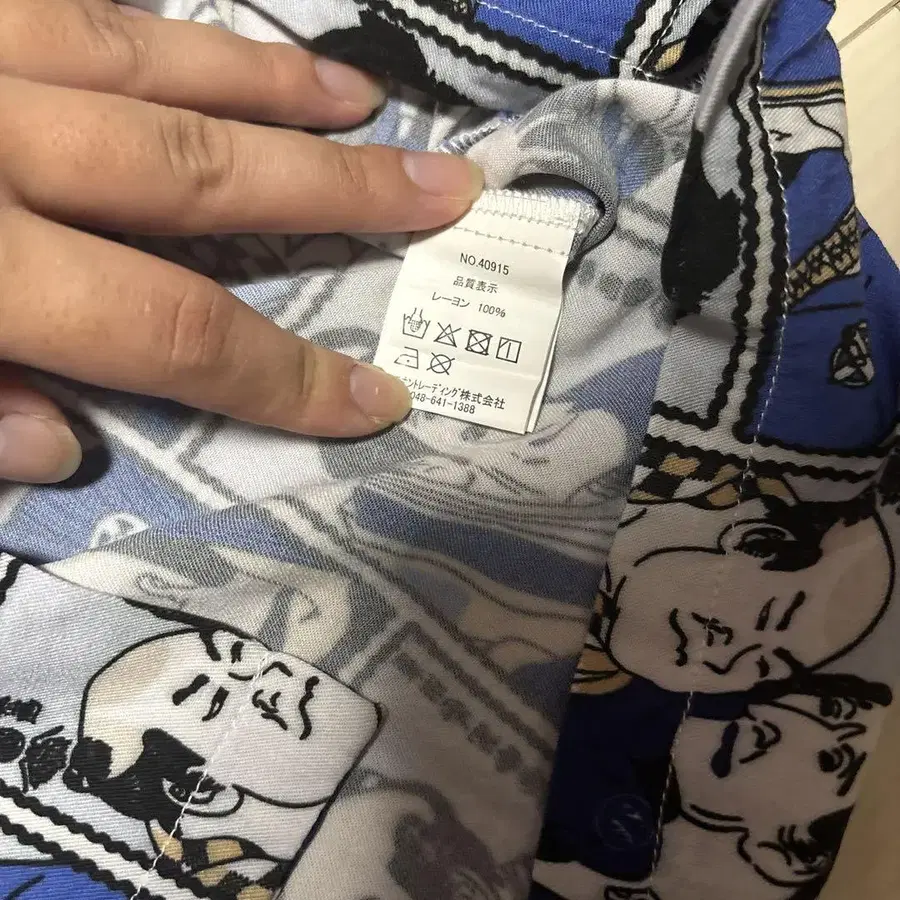 NO.40915
品質表示
レーヨン 100%
ントレーディング株式会社
048-641-1388